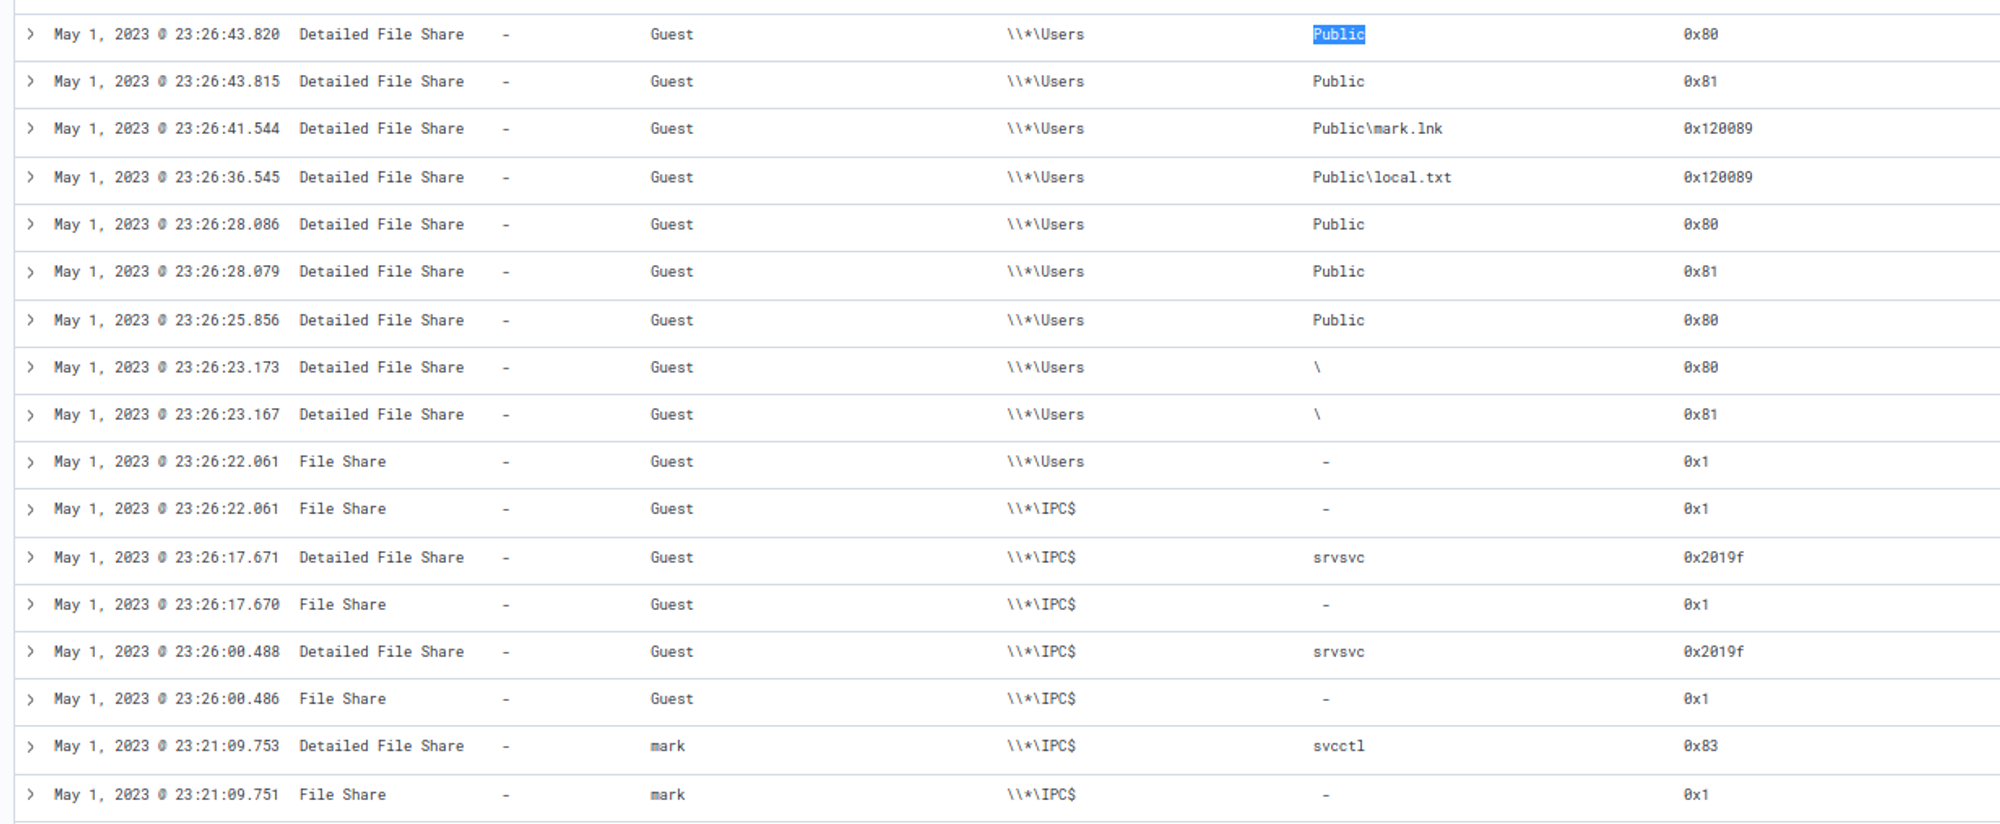 May 1, 2023 @ 23:26:43.820 Detailed File Share - Guest \\*\Users Public 0x80
May 1, 2023 @ 23:26:43.815 Detailed File Share - Guest \\*\Users Public 0x81
May 1, 2023 @ 23:26:41.544 Detailed File Share - Guest \\*\Users Public\mark.lnk 0x120089
May 1, 2023 @ 23:26:36.545 Detailed File Share - Guest \\*\Users Public\local.txt 0x120089
May 1, 2023 @ 23:26:28.086 Detailed File Share - Guest \\*\Users Public 0x80
May 1, 2023 @ 23:26:28.079 Detailed File Share - Guest \\*\Users Public 0x81
May 1, 2023 @ 23:26:25.856 Detailed File Share - Guest \\*\Users Public 0x80
May 1, 2023 @ 23:26:23.173 Detailed File Share - Guest \\*\Users \ 0x80
May 1, 2023 @ 23:26:23.167 Detailed File Share - Guest \\*\Users \ 0x81
May 1, 2023 @ 23:26:22.061 File Share - Guest \\*\Users - 0x1
May 1, 2023 @ 23:26:22.061 File Share - Guest \\*\IPC$ - 0x1
May 1, 2023 @ 23:26:17.671 Detailed File Share - Guest \\*\IPC$ srvsvc 0x2019f
May 1, 2023 @ 23:26:17.670 File Share - Guest \\*\IPC$ - 0x1
May 1, 2023 @ 23:26:00.488 Detailed File Share - Guest \\*\IPC$ srvsvc 0x2019f
May 1, 2023 @ 23:26:00.486 File Share - Guest \\*\IPC$ - 0x1
May 1, 2023 @ 23:21:09.753 Detailed File Share - mark \\*\IPC$ svcctl 0x83
May 1, 2023 @ 23:21:09.751 File Share - mark \\*\IPC$ - 0x1